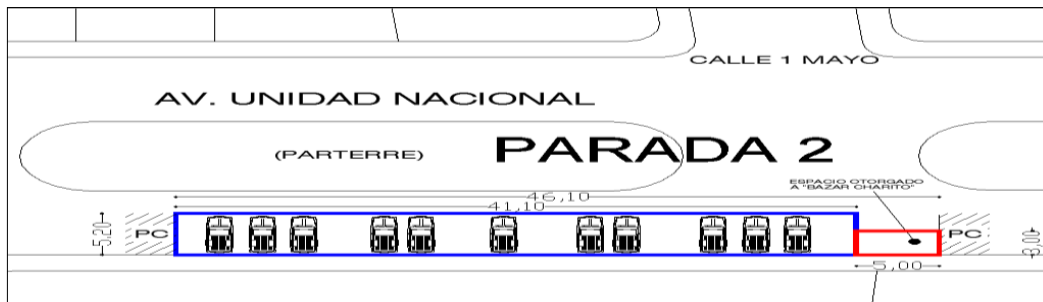 CALLE 1 MAYO
AV. UNIDAD NACIONAL
(PARTERRE)
PARADA 2
ESPACIO OTORGADO
A "BAZAR CHARITO"
46,10
41,10
5,20
PC
PC
3,00
5,00